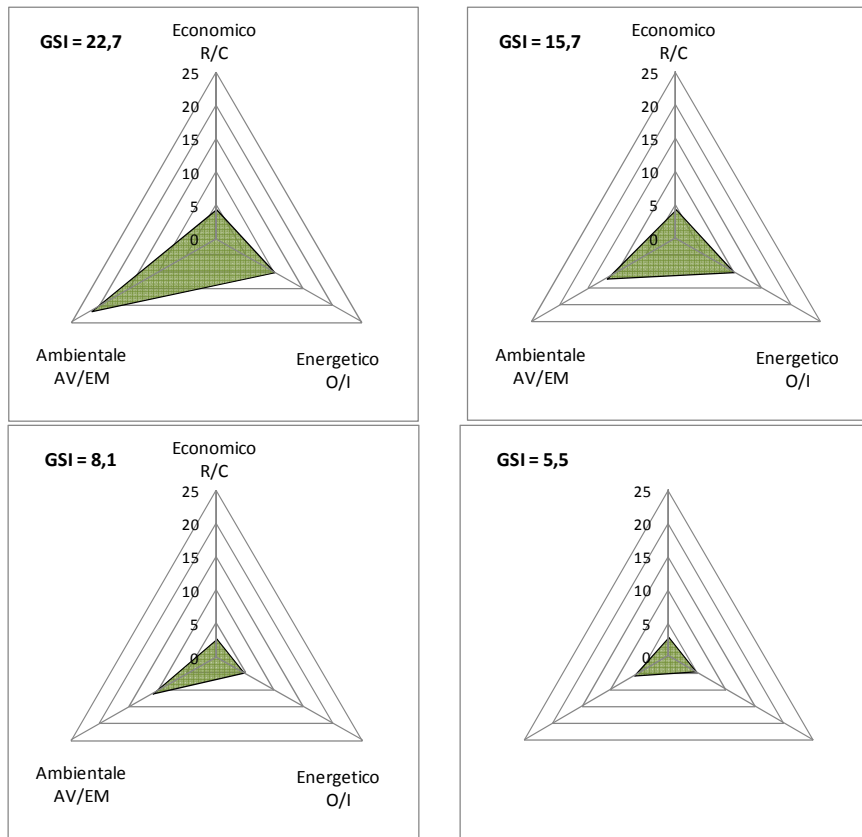 GSI = 22,7
Economico
R/C
25
20
15
10
5
0
Ambientale
AV/EM
Energetico
O/I
GSI = 15,7
Economico
R/C
25
20
15
10
5
0
Ambientale
AV/EM
Energetico
O/I
GSI = 8,1
Economico
R/C
25
20
15
10
5
0
Ambientale
AV/EM
Energetico
O/I
GSI = 5,5
25
20
15
10
5
0